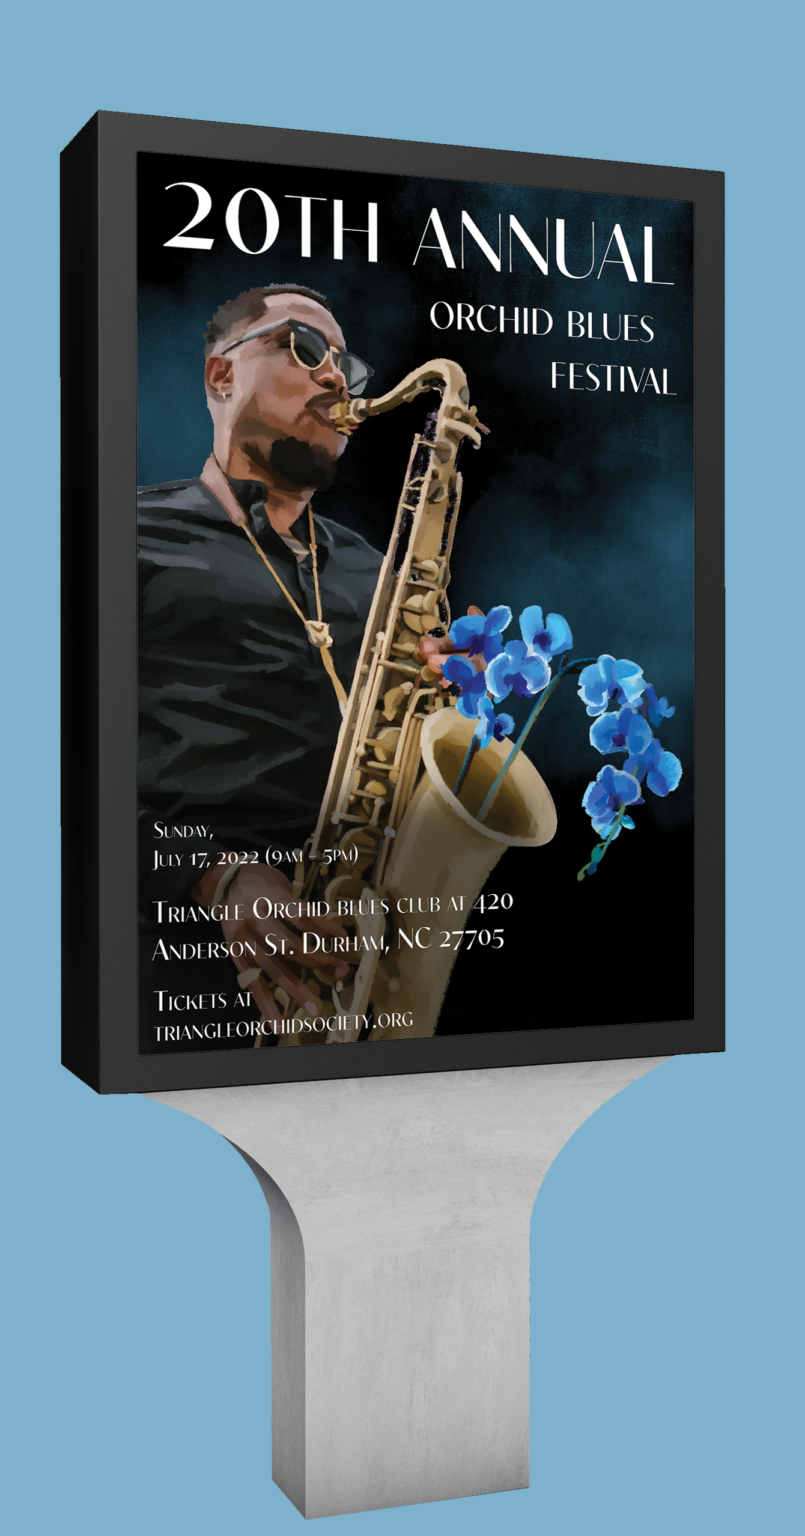 20TH ANNUAL
ORCHID BLUES
FESTIVAL
Sunday,
July 17, 2022 (9am – 5pm)
Triangle Orchid blues club at 420
Anderson St. Durham, NC 27705
Tickets at
triangleorchidsociety.org